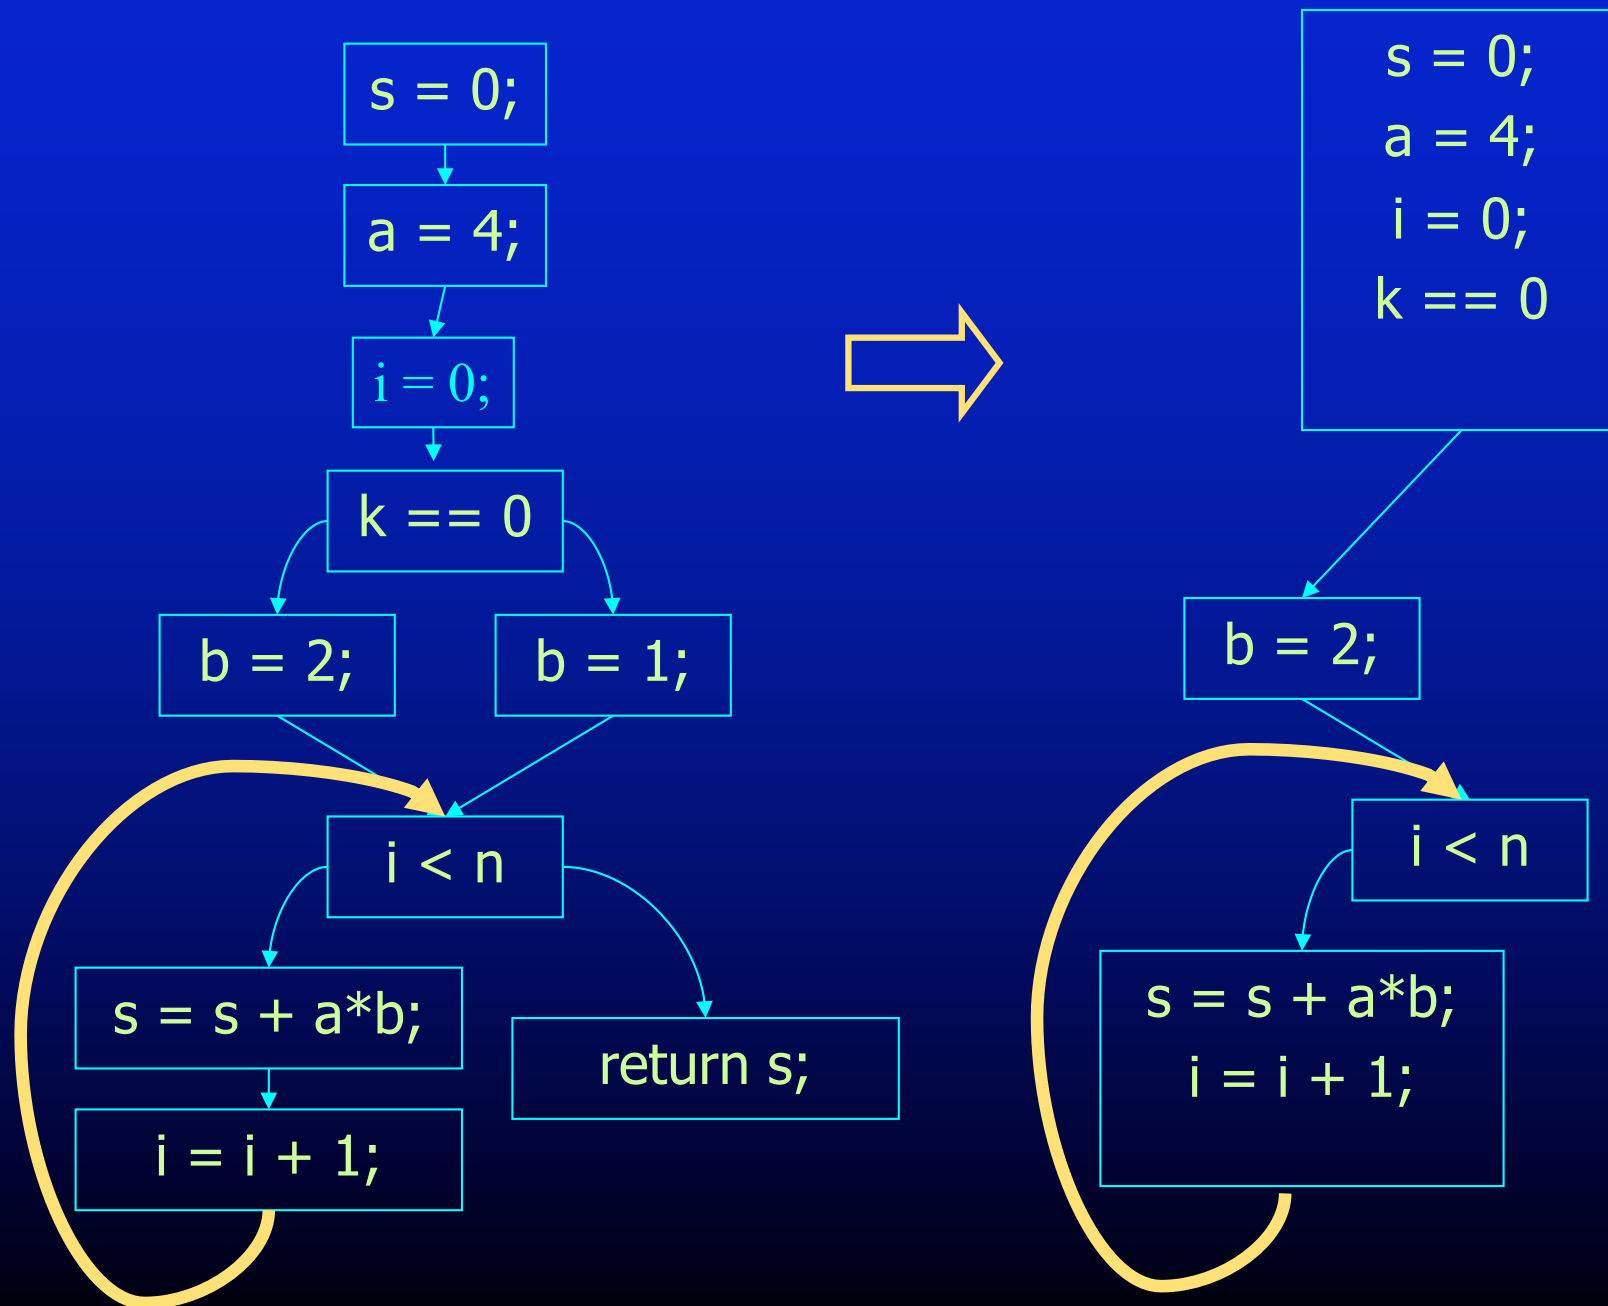 s = 0;
a = 4;
i = 0;
k == 0
b = 2;
b = 1;
i < n
s = s + a*b;
return s;
i = i + 1;
s = 0;
a = 4;
i = 0;
k == 0
b = 2;
i < n
s = s + a*b;
i = i + 1;